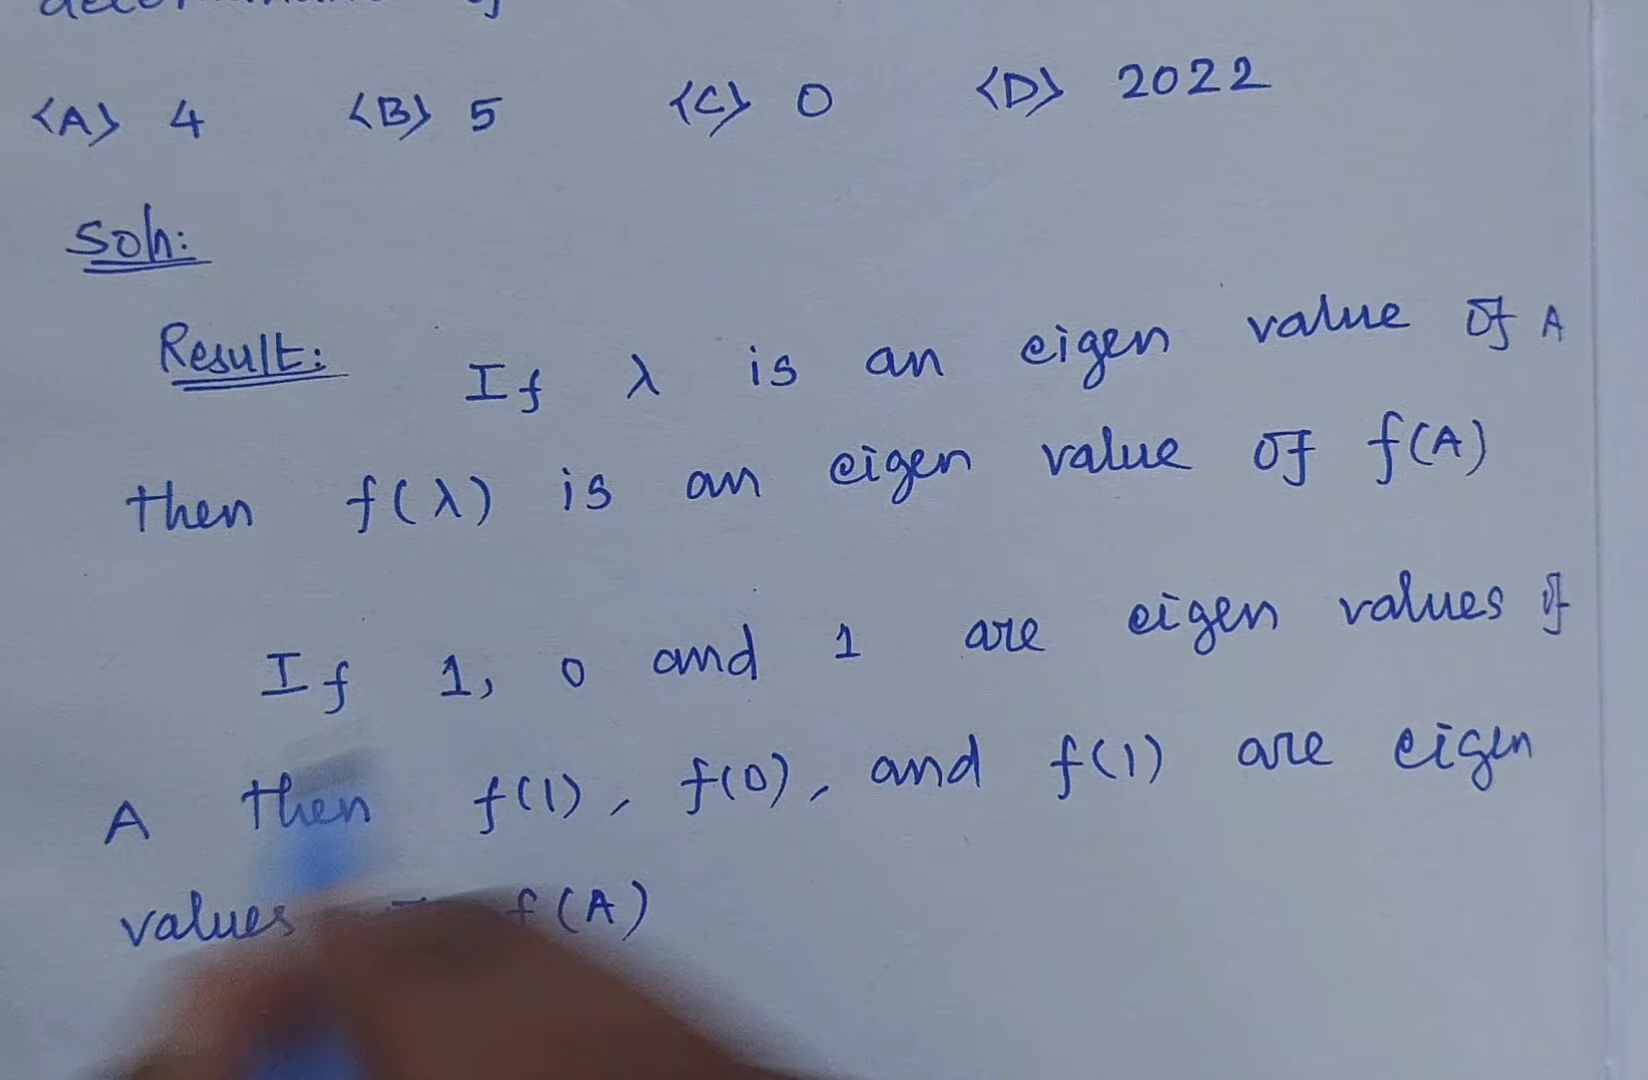 <A> 4 <B> 5 <C> 0 <D> 2022
Soln:
Result: If λ is an eigen value of A
then f(λ) is an eigen value of f(A)
If 1, 0 and 1 are eigen values of
A then f(1), f(0), and f(1) are eigen
values f(A)